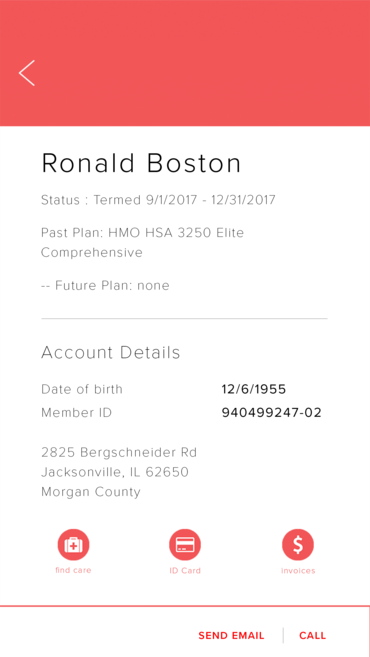 Ronald Boston
Status : Termed 9/1/2017 - 12/31/2017
Past Plan: HMO HSA 3250 Elite
Comprehensive
-- Future Plan: none
Account Details
Date of birth 12/6/1955
Member ID 940499247-02
2825 Bergschneider Rd
Jacksonville, IL 62650
Morgan County
find care ID Card invoices
SEND EMAIL CALL